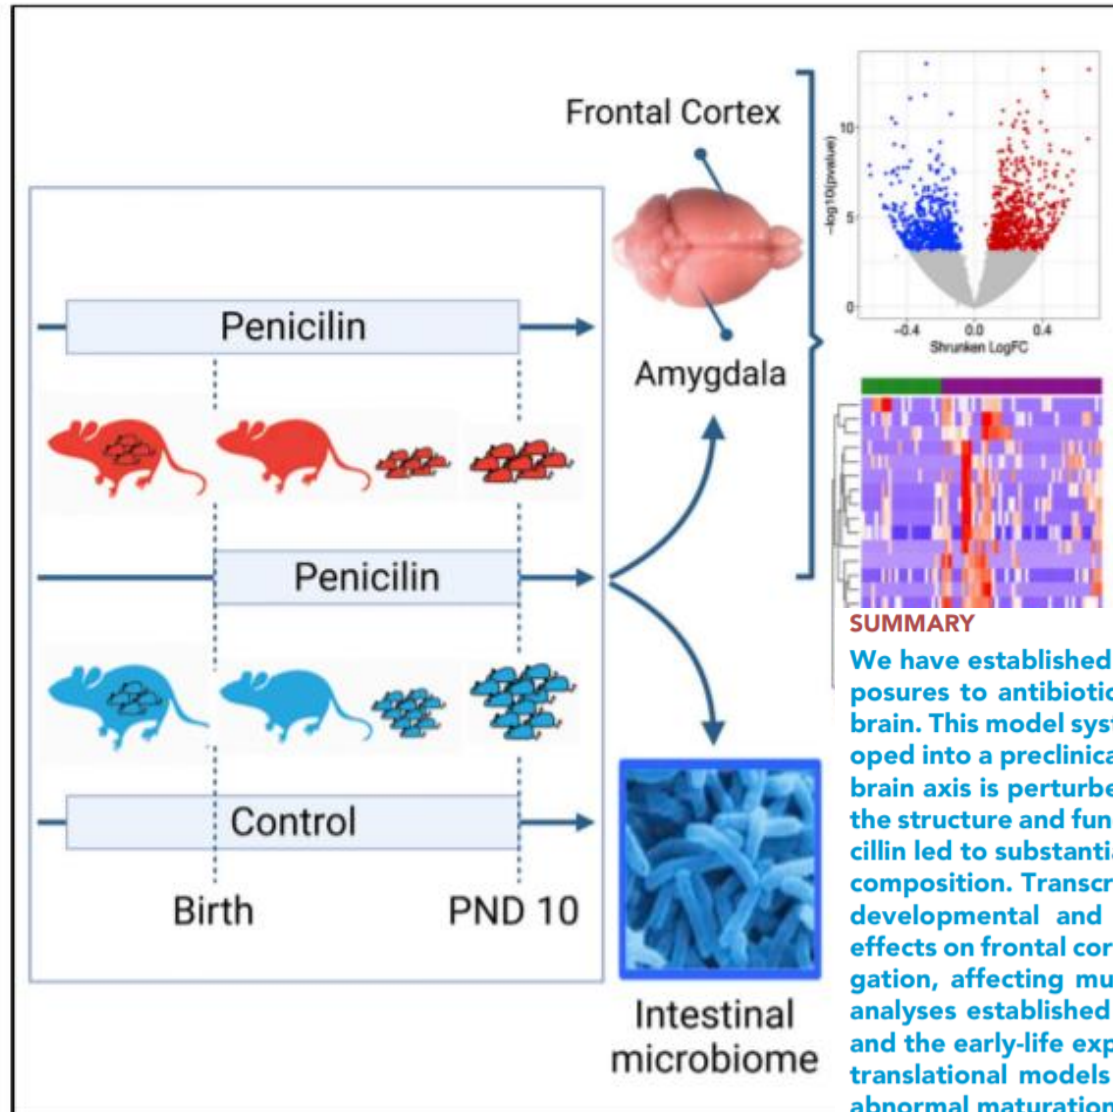 Frontal Cortex
Amygdala
Penicilin
Penicilin
Control
Birth
PND 10
Intestinal
microbiome
-log10(pvalue)
10
5
0
-0.4
0.0
0.4
Shrunken LogFC
SUMMARY
We have established
posures to antibiotic
brain. This model syst
oped into a preclinica
brain axis is perturbe
the structure and fun
cillin led to substantia
composition. Transcr
developmental and
effects on frontal cor
gation, affecting mu
analyses established
and the early-life exp
translational models
abnormal maturation